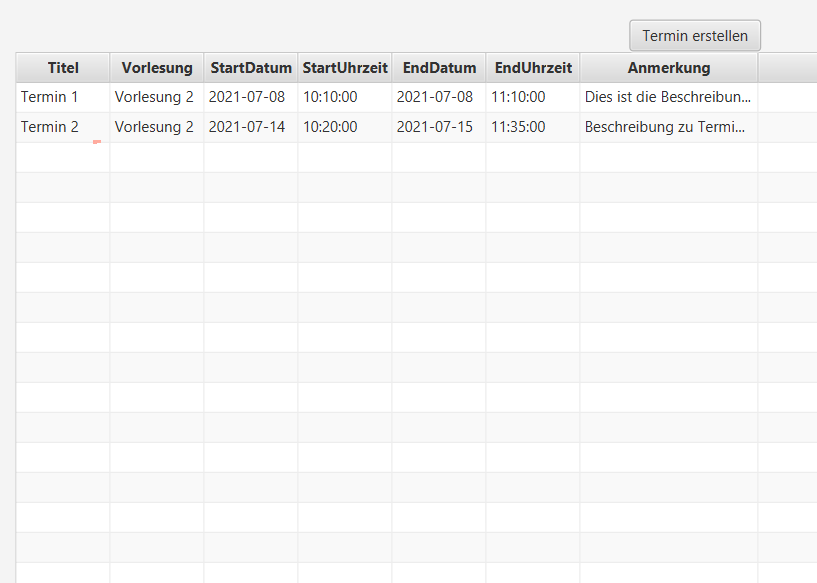 Termin erstellen
Titel Vorlesung StartDatum StartUhrzeit EndDatum EndUhrzeit Anmerkung
Termin 1 Vorlesung 2 2021-07-08 10:10:00 2021-07-08 11:10:00 Dies ist die Beschreibun...
Termin 2 Vorlesung 2 2021-07-14 10:20:00 2021-07-15 11:35:00 Beschreibung zu Termi...